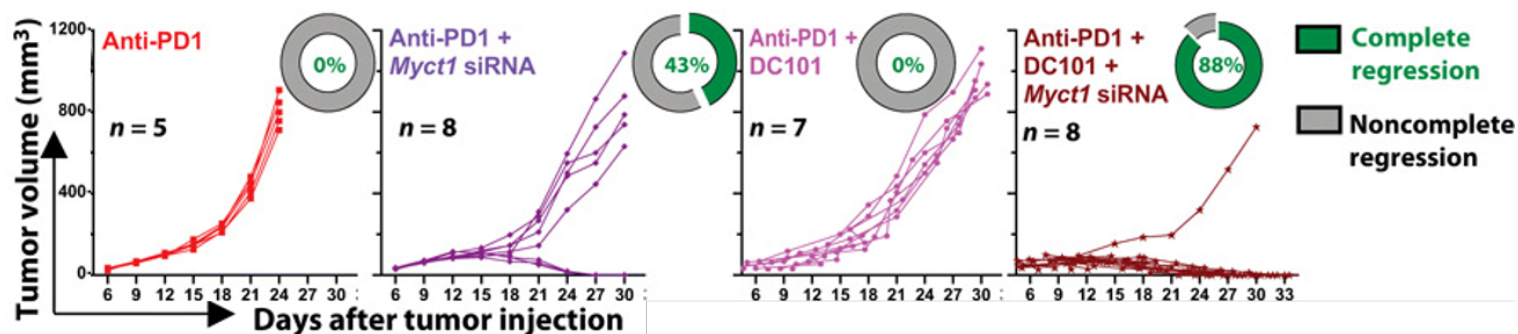 Tumor volume (mm³)
1200
800
400
0
Anti-PD1
n = 5
0%
6 9 12 15 18 21 24 27 30
Anti-PD1 +
Myct1 siRNA
n = 8
43%
6 9 12 15 18 21 24 27 30
Anti-PD1 +
DC101
n = 7
0%
6 9 12 15 18 21 24 27 30
Anti-PD1 +
DC101 +
Myct1 siRNA
n = 8
88%
6 9 12 15 18 21 24 27 30 33
Complete
regression
Noncomplete
regression
Days after tumor injection